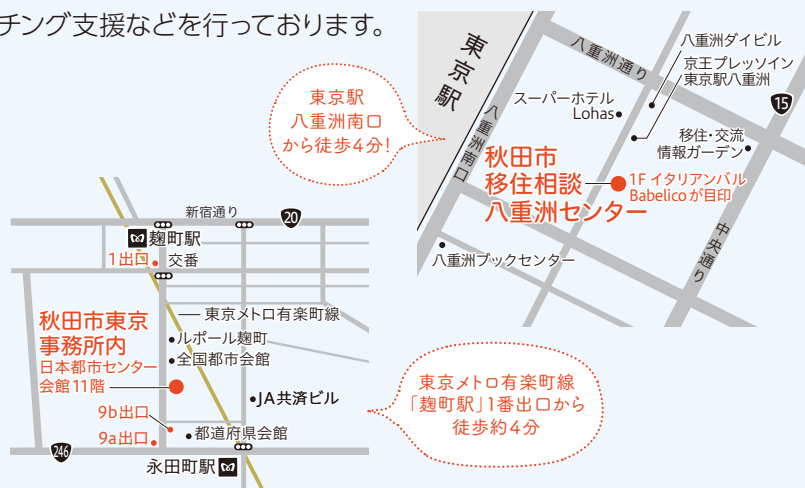 チング支援などを行っております。
東京駅
八重洲南口
から徒歩4分!
東京駅
八重洲南口
八重洲通り
八重洲ダイビル
京王プレッソイン
東京駅八重洲
15
スーパーホテル
Lohas
移住・交流
情報ガーデン
秋田市
移住相談
八重洲センター
1F イタリアンバル
Babelicoが目印
中央通り
八重洲ブックセンター
新宿通り
20
麹町駅
1出口
交番
東京メトロ有楽町線
ルポール麹町
全国都市会館
秋田市東京
事務所内
日本都市センター
会館11階
JA共済ビル
9b出口
9a出口
都道府県会館
246
永田町駅
東京メトロ有楽町線
「麹町駅」1番出口から
徒歩約4分